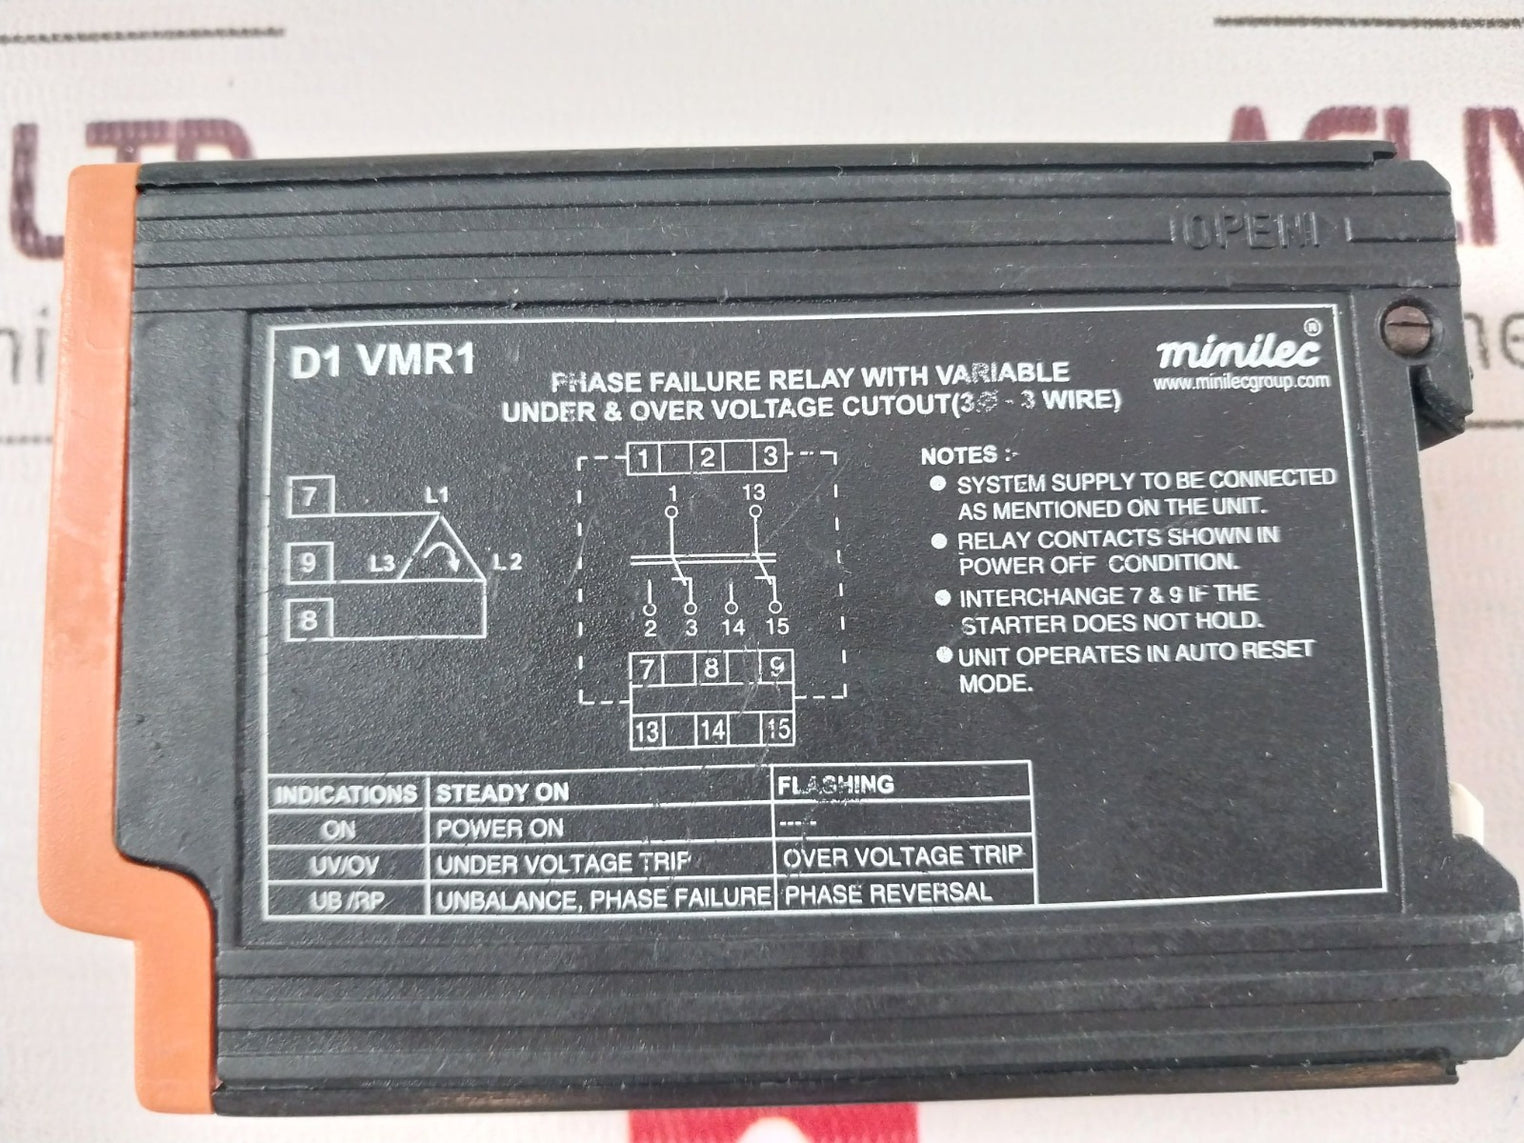 LTD
OPEN
D1 VMR1
minilec®
www.minilecgroup.com
PHASE FAILURE RELAY WITH VARIABLE
UNDER & OVER VOLTAGE CUTOUT(3Ø - 3 WIRE)
1 2 3
1 13
2 3 14 15
7 8 9
13 14 15
7 L1
9 L3 L2
8
NOTES :-
SYSTEM SUPPLY TO BE CONNECTED
AS MENTIONED ON THE UNIT.
RELAY CONTACTS SHOWN IN
POWER OFF CONDITION.
INTERCHANGE 7 & 9 IF THE
STARTER DOES NOT HOLD.
UNIT OPERATES IN AUTO RESET
MODE.
INDICATIONS STEADY ON FLASHING
ON POWER ON -----
UV/OV UNDER VOLTAGE TRIP OVER VOLTAGE TRIP
UB/RP UNBALANCE, PHASE FAILURE PHASE REVERSAL